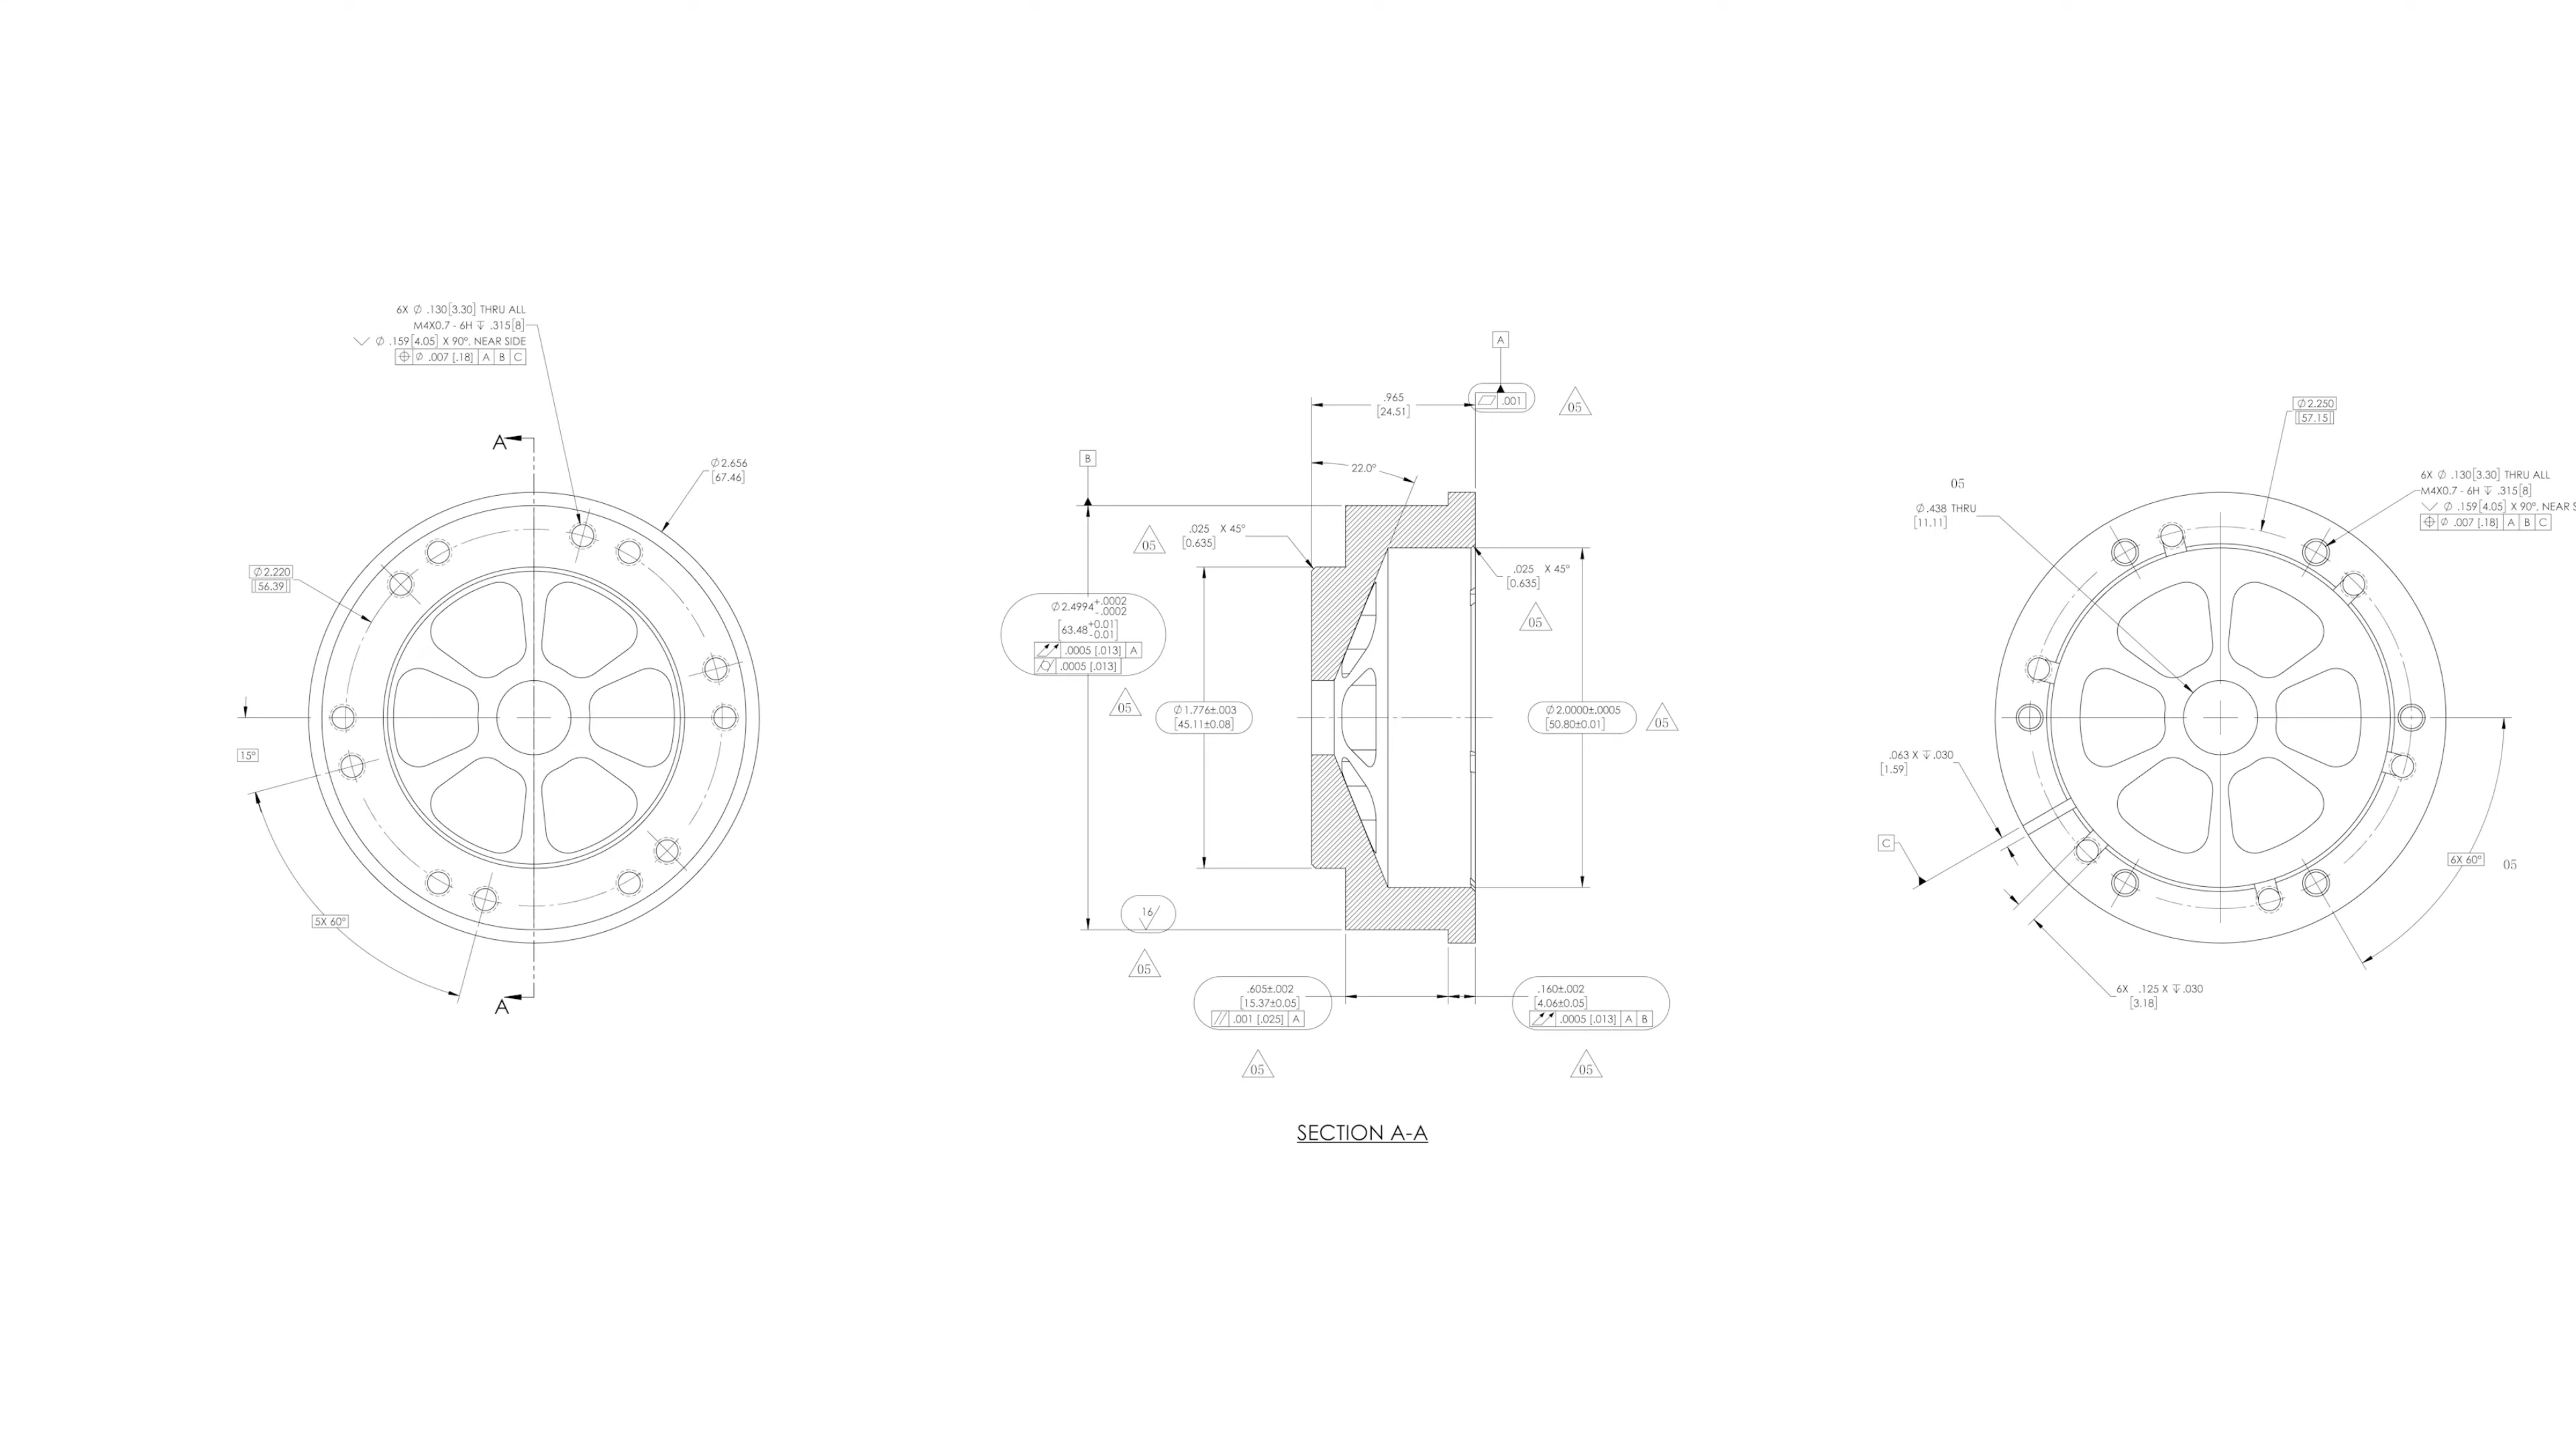 6X Ø .130[3.30] THRU ALL
M4X0.7 - 6H ↧ .315[8]
⌵ Ø .159[4.05] X 90°, NEAR SIDE
⌖ Ø .007 [.18] A B C
A
Ø2.656
[67.46]
Ø2.220
[56.39]
15°
5X 60°
A
A
.965
[24.51]
⏥ .001
05
B
22.0°
.025 X 45°
[0.635]
05
.025 X 45°
[0.635]
05
Ø2.4994+.0002
-.0002
[63.48+0.01
-0.01]
⌰ .0005 [.013] A
⌭ .0005 [.013]
05
Ø1.776±.003
[45.11±0.08]
Ø2.0000±.0005
[50.80±0.01]
05
16
05
.605±.002
[15.37±0.05]
// .001 [.025] A
05
.160±.002
[4.06±0.05]
⌰ .0005 [.013] A B
05
SECTION A-A
Ø2.250
[57.15]
05
Ø.438 THRU
[11.11]
6X Ø .130[3.30] THRU ALL
M4X0.7 - 6H ↧ .315[8]
⌵ Ø .159[4.05] X 90°, NEAR S
⌖ Ø .007 [.18] A B C
.063 X ↧.030
[1.59]
C
6X 60°
05
6X .125 X ↧.030
[3.18]